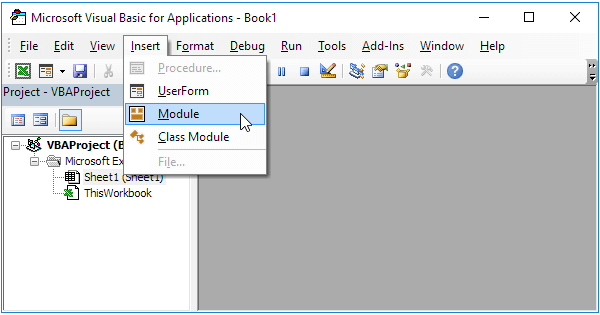 Microsoft Visual Basic for Applications - Book1
File Edit View Insert Format Debug Run Tools Add-Ins Window Help
Project - VBAProject
Procedure...
UserForm
Module
Class Module
File...
VBAProject (B
Microsoft Ex
Sheet1 (Sheet1)
ThisWorkbook